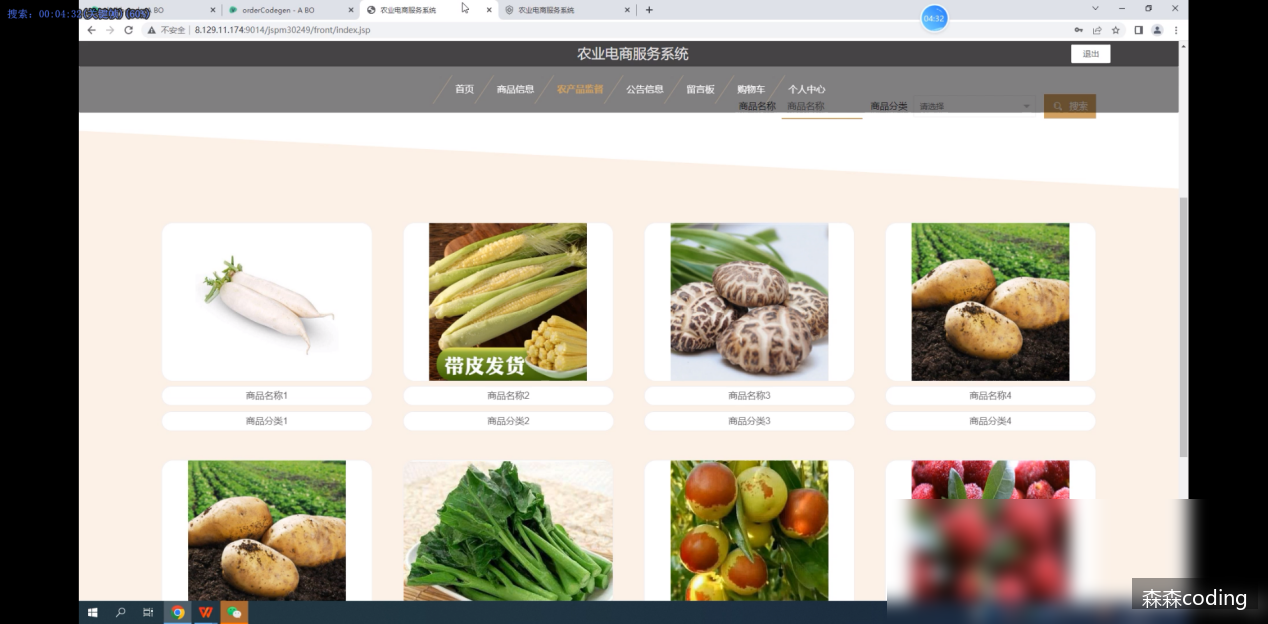 搜索: 00:04:32
BO
orderCodegen - A BO
农业电商服务系统
农业电商服务系统
04:32
不安全
8.129.11.174:9014/jspm30249/front/index.jsp
农业电商服务系统
退出
首页
商品信息
农产品监督
公告信息
留言板
购物车
个人中心
商品名称
商品名称
商品分类
请选择
搜索
带皮发货
商品名称1
商品名称2
商品名称3
商品名称4
商品分类1
商品分类2
商品分类3
商品分类4
森森coding